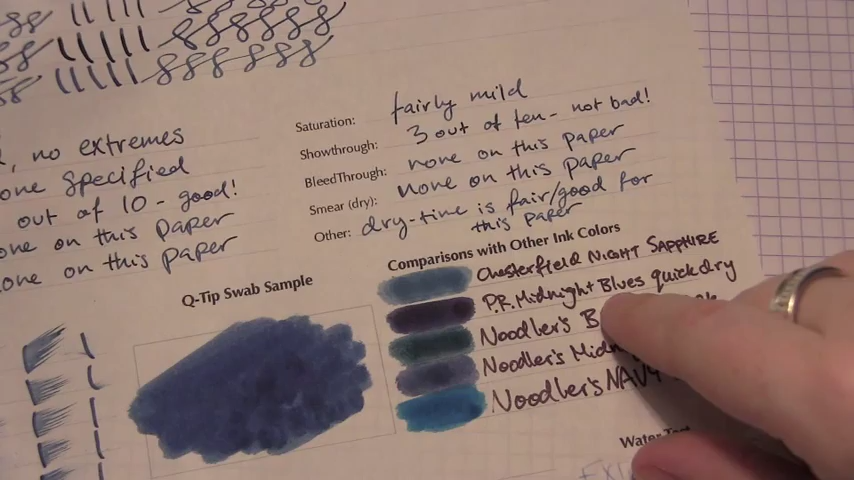 , no extremes
one Specified
out of 10 - good!
one on this paper
one on this paper
Saturation: fairly mild
Showthrough: 3 out of ten - not bad!
BleedThrough: none on this paper
Smear (dry): none on this paper
Other: dry-time is fair/good for
this paper
Q-Tip Swab Sample
Comparisons with Other Ink Colors
Chesterfield NIGHT SAPPHIRE
P.R. Midnight Blues quickdry
Noodler's
Noodler's
Noodler's NAVY
Water